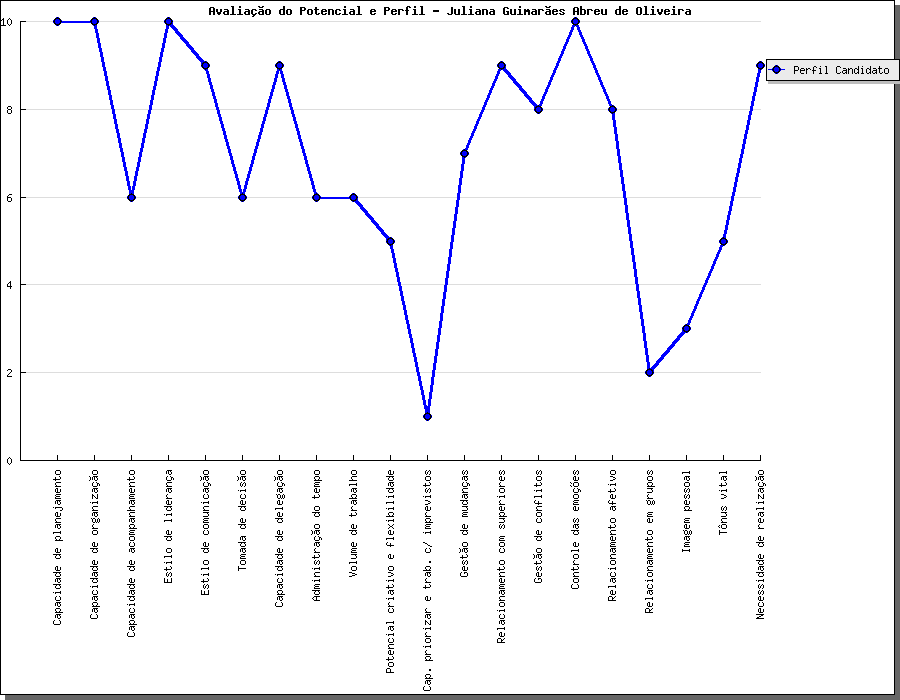 Avaliação do Potencial e Perfil - Juliana Guimarães Abreu de Oliveira
10
8
6
4
2
0
Perfil Candidato
Capacidade de planejamento
Capacidade de organização
Capacidade de acompanhamento
Estilo de liderança
Estilo de comunicação
Tomada de decisão
Capacidade de delegação
Administração do tempo
Volume de trabalho
Potencial criativo e flexibilidade
Cap. priorizar e trab. c/ imprevistos
Gestão de mudanças
Relacionamento com superiores
Gestão de conflitos
Controle das emoções
Relacionamento afetivo
Relacionamento em grupos
Imagem pessoal
Tônus vital
Necessidade de realização